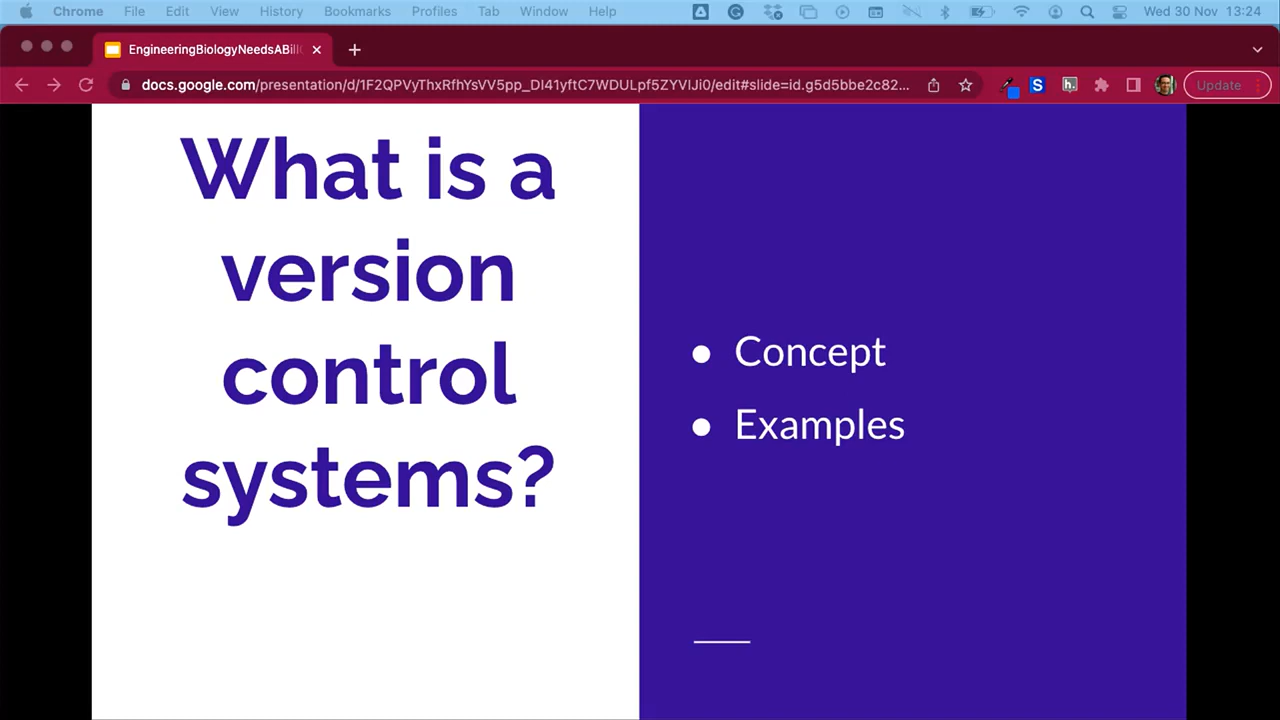 Chrome File Edit View History Bookmarks Profiles Tab Window Help Wed 30 Nov 13:24
EngineeringBiologyNeedsABill
docs.google.com/presentation/d/1F2QPVyThxRfhYsVV5pp_DI41yftC7WDULpf5ZYVIJi0/edit#slide=id.g5d5bbe2c82... S h. Update
What is a
version
control
systems?
● Concept
● Examples